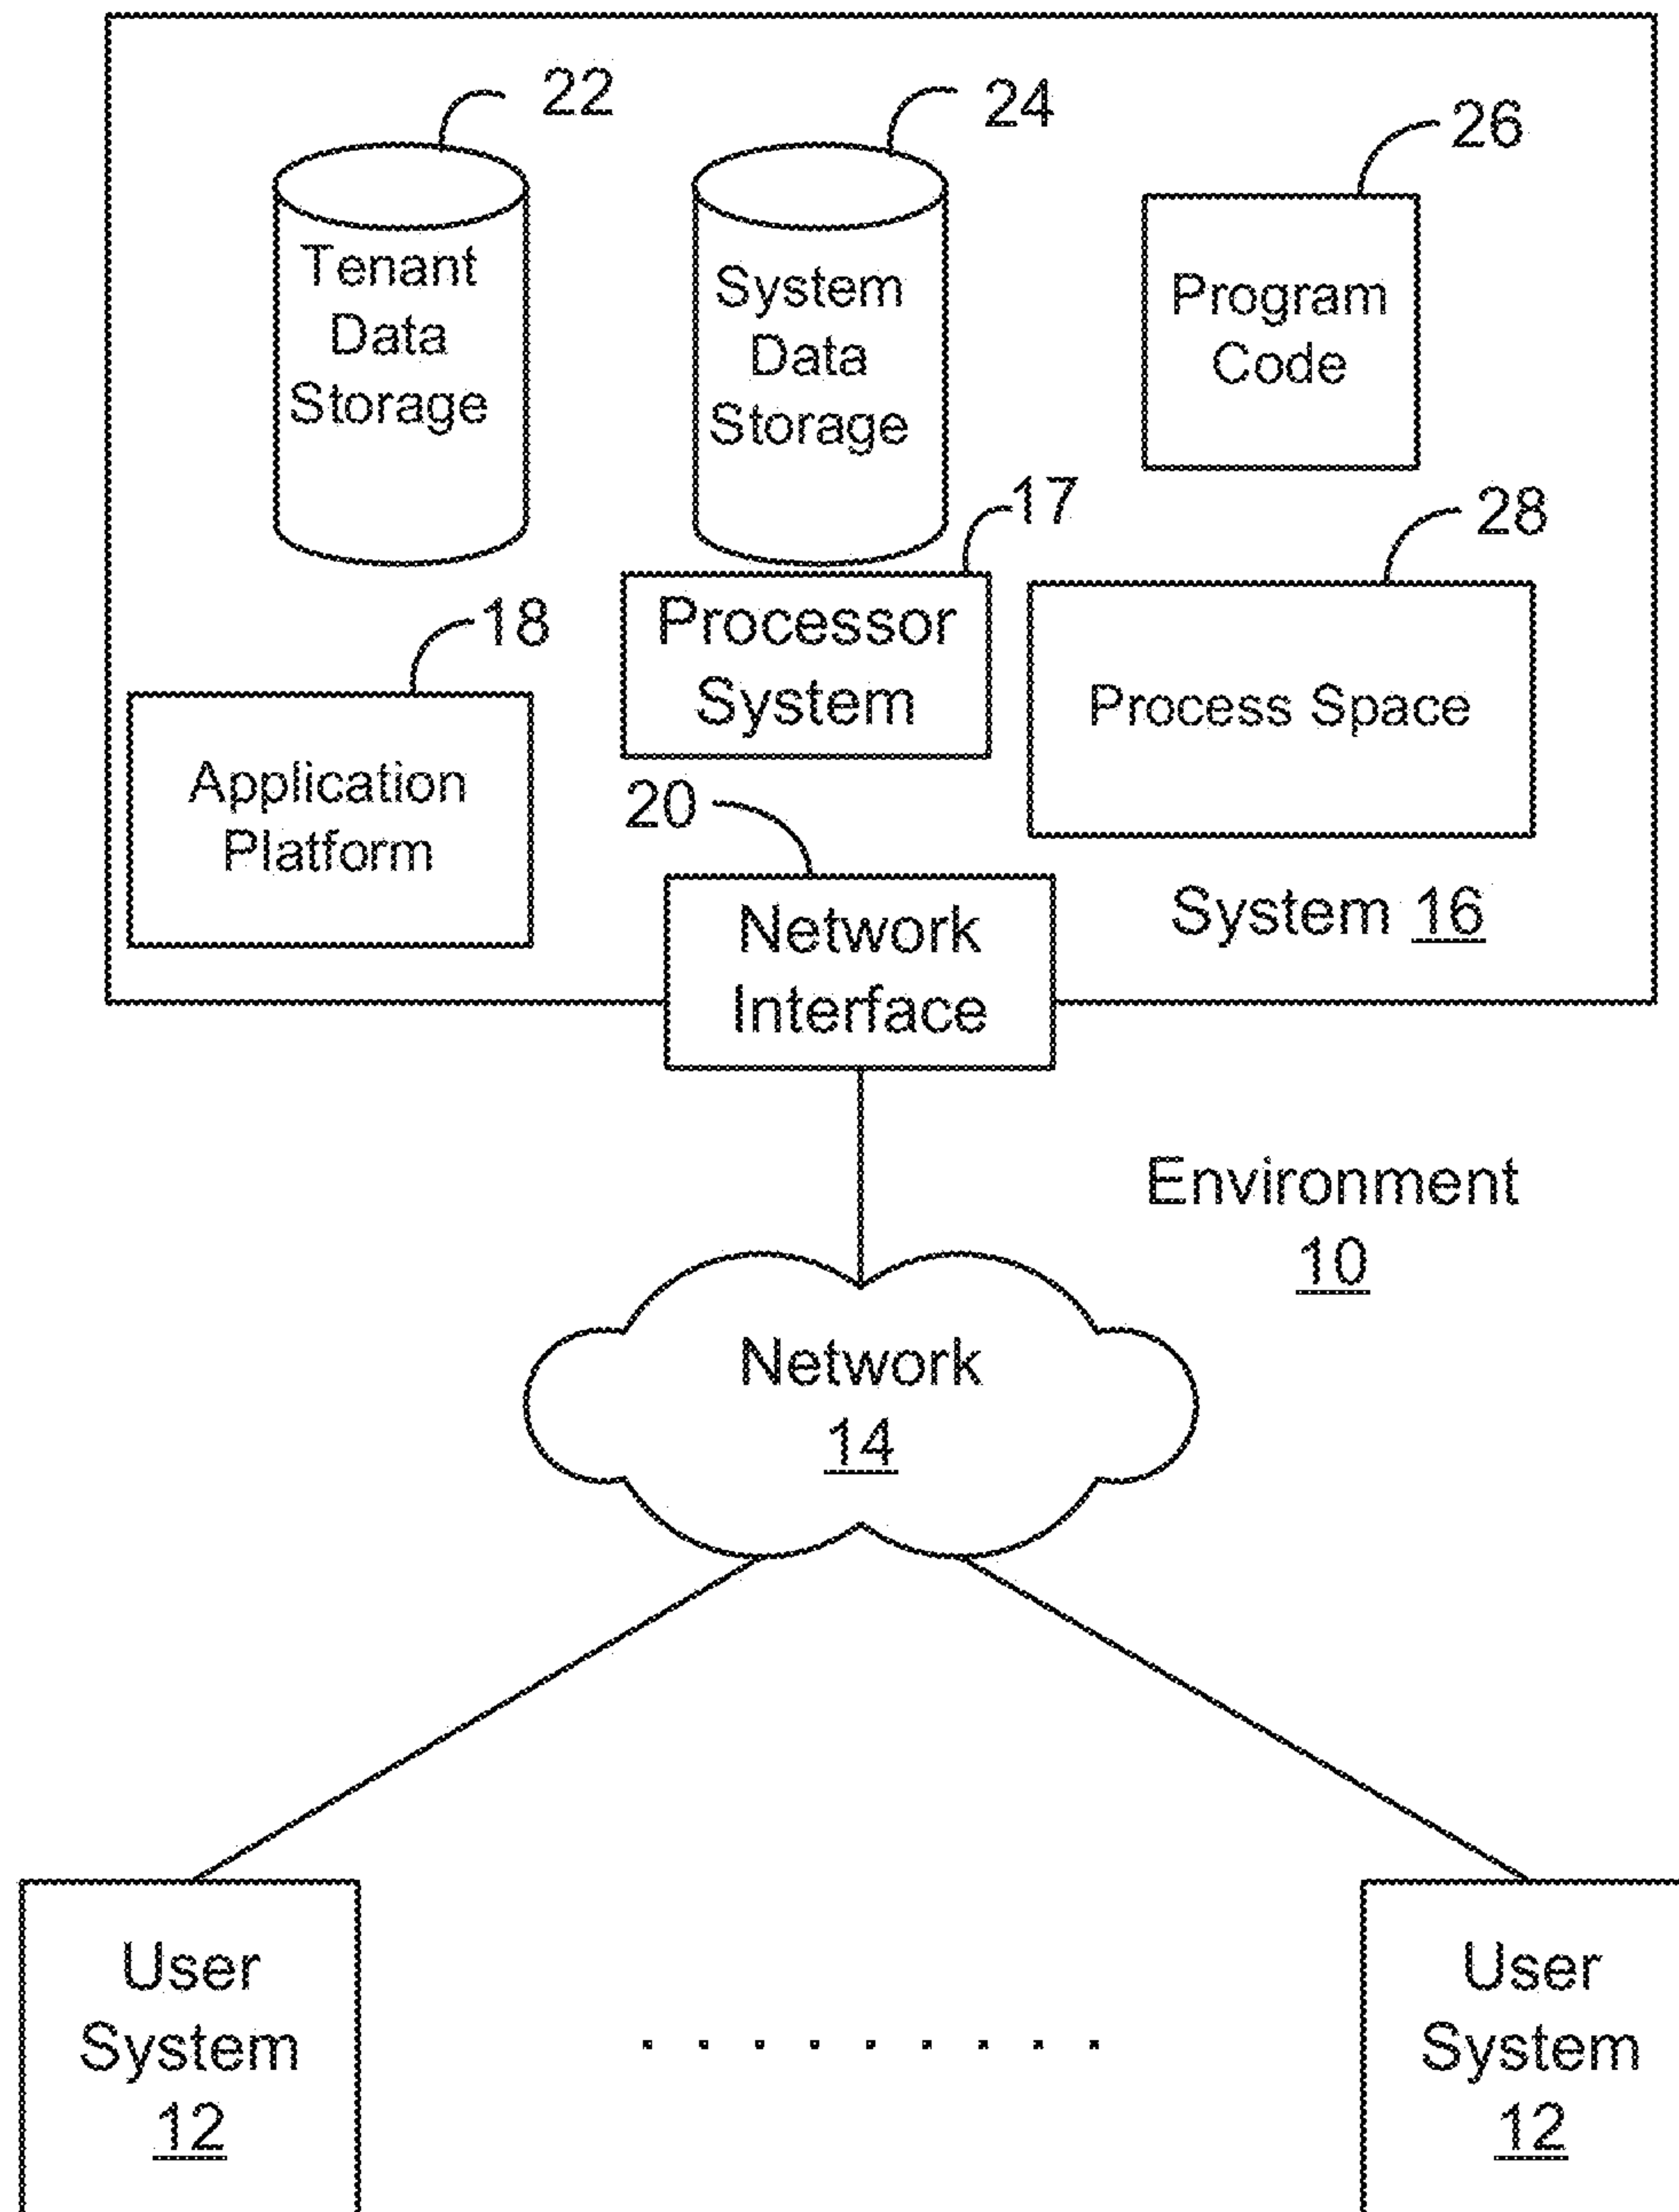 22
24
26
Tenant
Data
Storage
System
Data
Storage
Program
Code
17
28
18
Processor
System
Process Space
Application
Platform
20
System 16
Network
Interface
Environment
10
Network
14
User
System
12
User
System
12